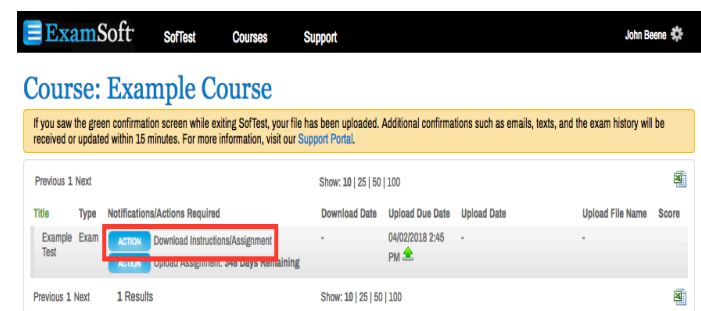 ExamSoft SofTest Courses Support John Beene
Course: Example Course
If you saw the green confirmation screen while exiting SofTest, your file has been uploaded. Additional confirmations such as emails, texts, and the exam history will be
received or updated within 15 minutes. For more information, visit our Support Portal.
Previous 1 Next Show: 10 | 25 | 50 | 100
Title Type Notifications/Actions Required Download Date Upload Due Date Upload Date Upload File Name Score
Example Exam ACTION Download Instructions/Assignment - 04/02/2018 2:45 - -
Test ACTION Upload Assignment: 348 Days Remaining PM
Previous 1 Next 1 Results Show: 10 | 25 | 50 | 100